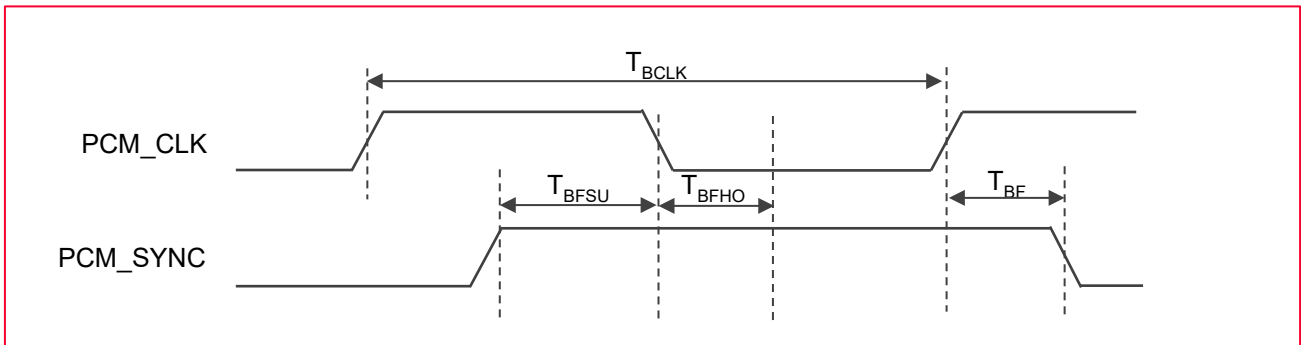 T_BCLK
PCM_CLK
T_BFSU T_BFHO T_BF
PCM_SYNC